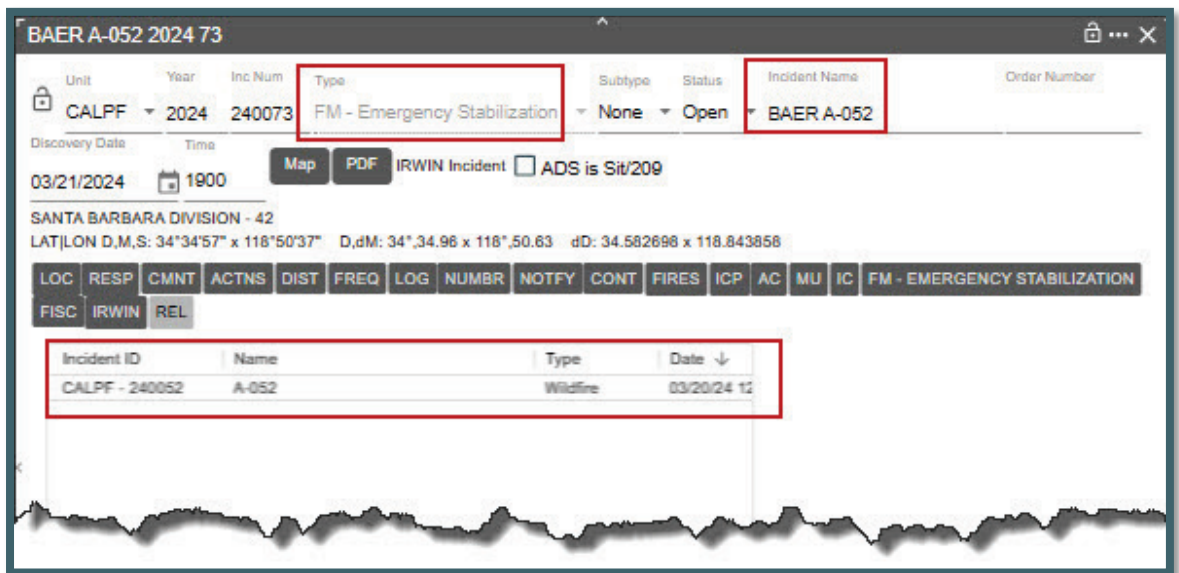 BAER A-052 2024 73
Unit Year Inc Num Type Subtype Status Incident Name Order Number
CALPF 2024 240073 FM - Emergency Stabilization None Open BAER A-052
Discovery Date Time
03/21/2024 1900 Map PDF IRWIN Incident ADS is Sit/209
SANTA BARBARA DIVISION - 42
LAT|LON D,M,S: 34°34'57" x 118°50'37" D,dM: 34°,34.96 x 118°,50.63 dD: 34.582698 x 118.843858
LOC RESP CMNT ACTNS DIST FREQ LOG NUMBR NOTFY CONT FIRES ICP AC MU IC FM - EMERGENCY STABILIZATION
FISC IRWIN REL
Incident ID Name Type Date ↓
CALPF - 240052 A-052 Wildfire 03/20/24 12